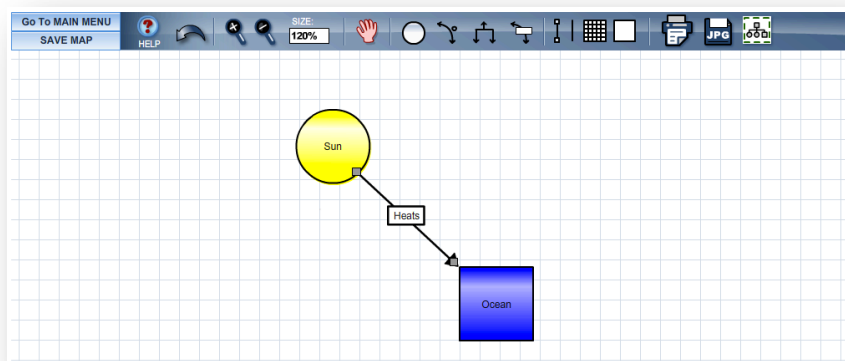 Go To MAIN MENU
SAVE MAP
HELP
SIZE:
120%
JPG
Sun
Heats
Ocean